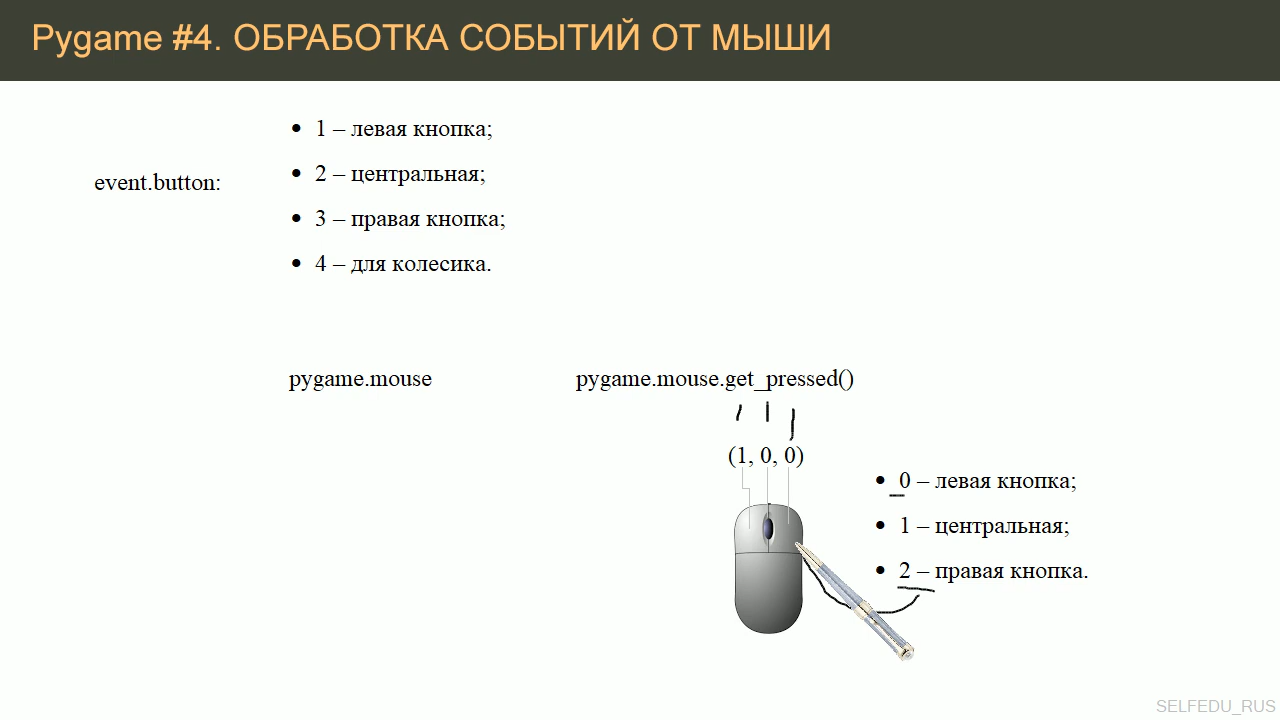 Pygame #4. ОБРАБОТКА СОБЫТИЙ ОТ МЫШИ
event.button:
• 1 – левая кнопка;
• 2 – центральная;
• 3 – правая кнопка;
• 4 – для колесика.
pygame.mouse
pygame.mouse.get_pressed()
(1, 0, 0)
• 0 – левая кнопка;
• 1 – центральная;
• 2 – правая кнопка.
SELFEDU_RUS